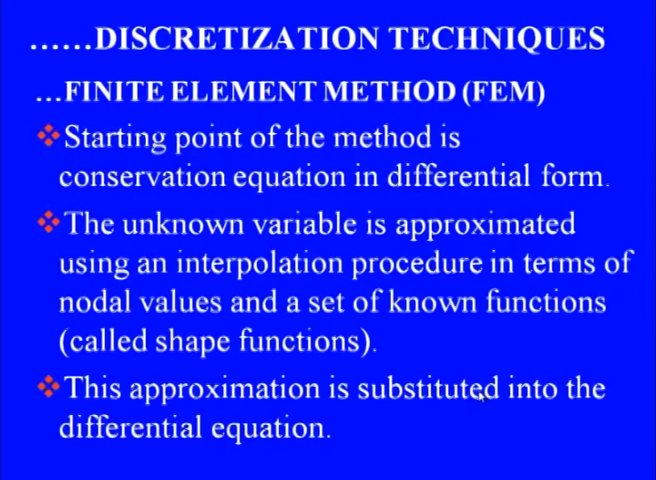 ......DISCRETIZATION TECHNIQUES
...FINITE ELEMENT METHOD (FEM)
❖Starting point of the method is
conservation equation in differential form.
❖The unknown variable is approximated
using an interpolation procedure in terms of
nodal values and a set of known functions
(called shape functions).
❖This approximation is substituted into the
differential equation.